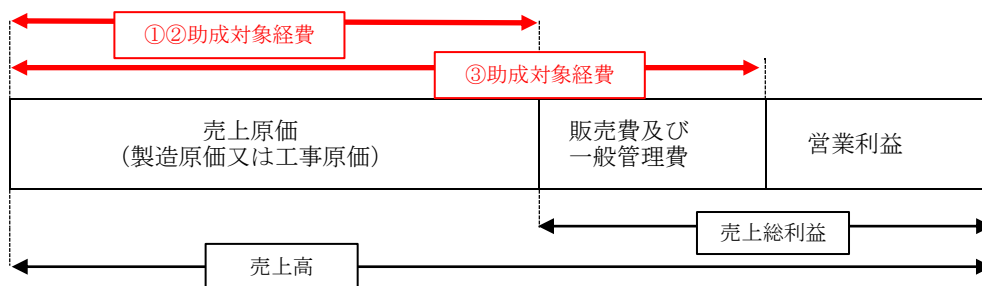 ①②助成対象経費
③助成対象経費
売上原価
（製造原価又は工事原価）
販売費及び
一般管理費
営業利益
売上総利益
売上高